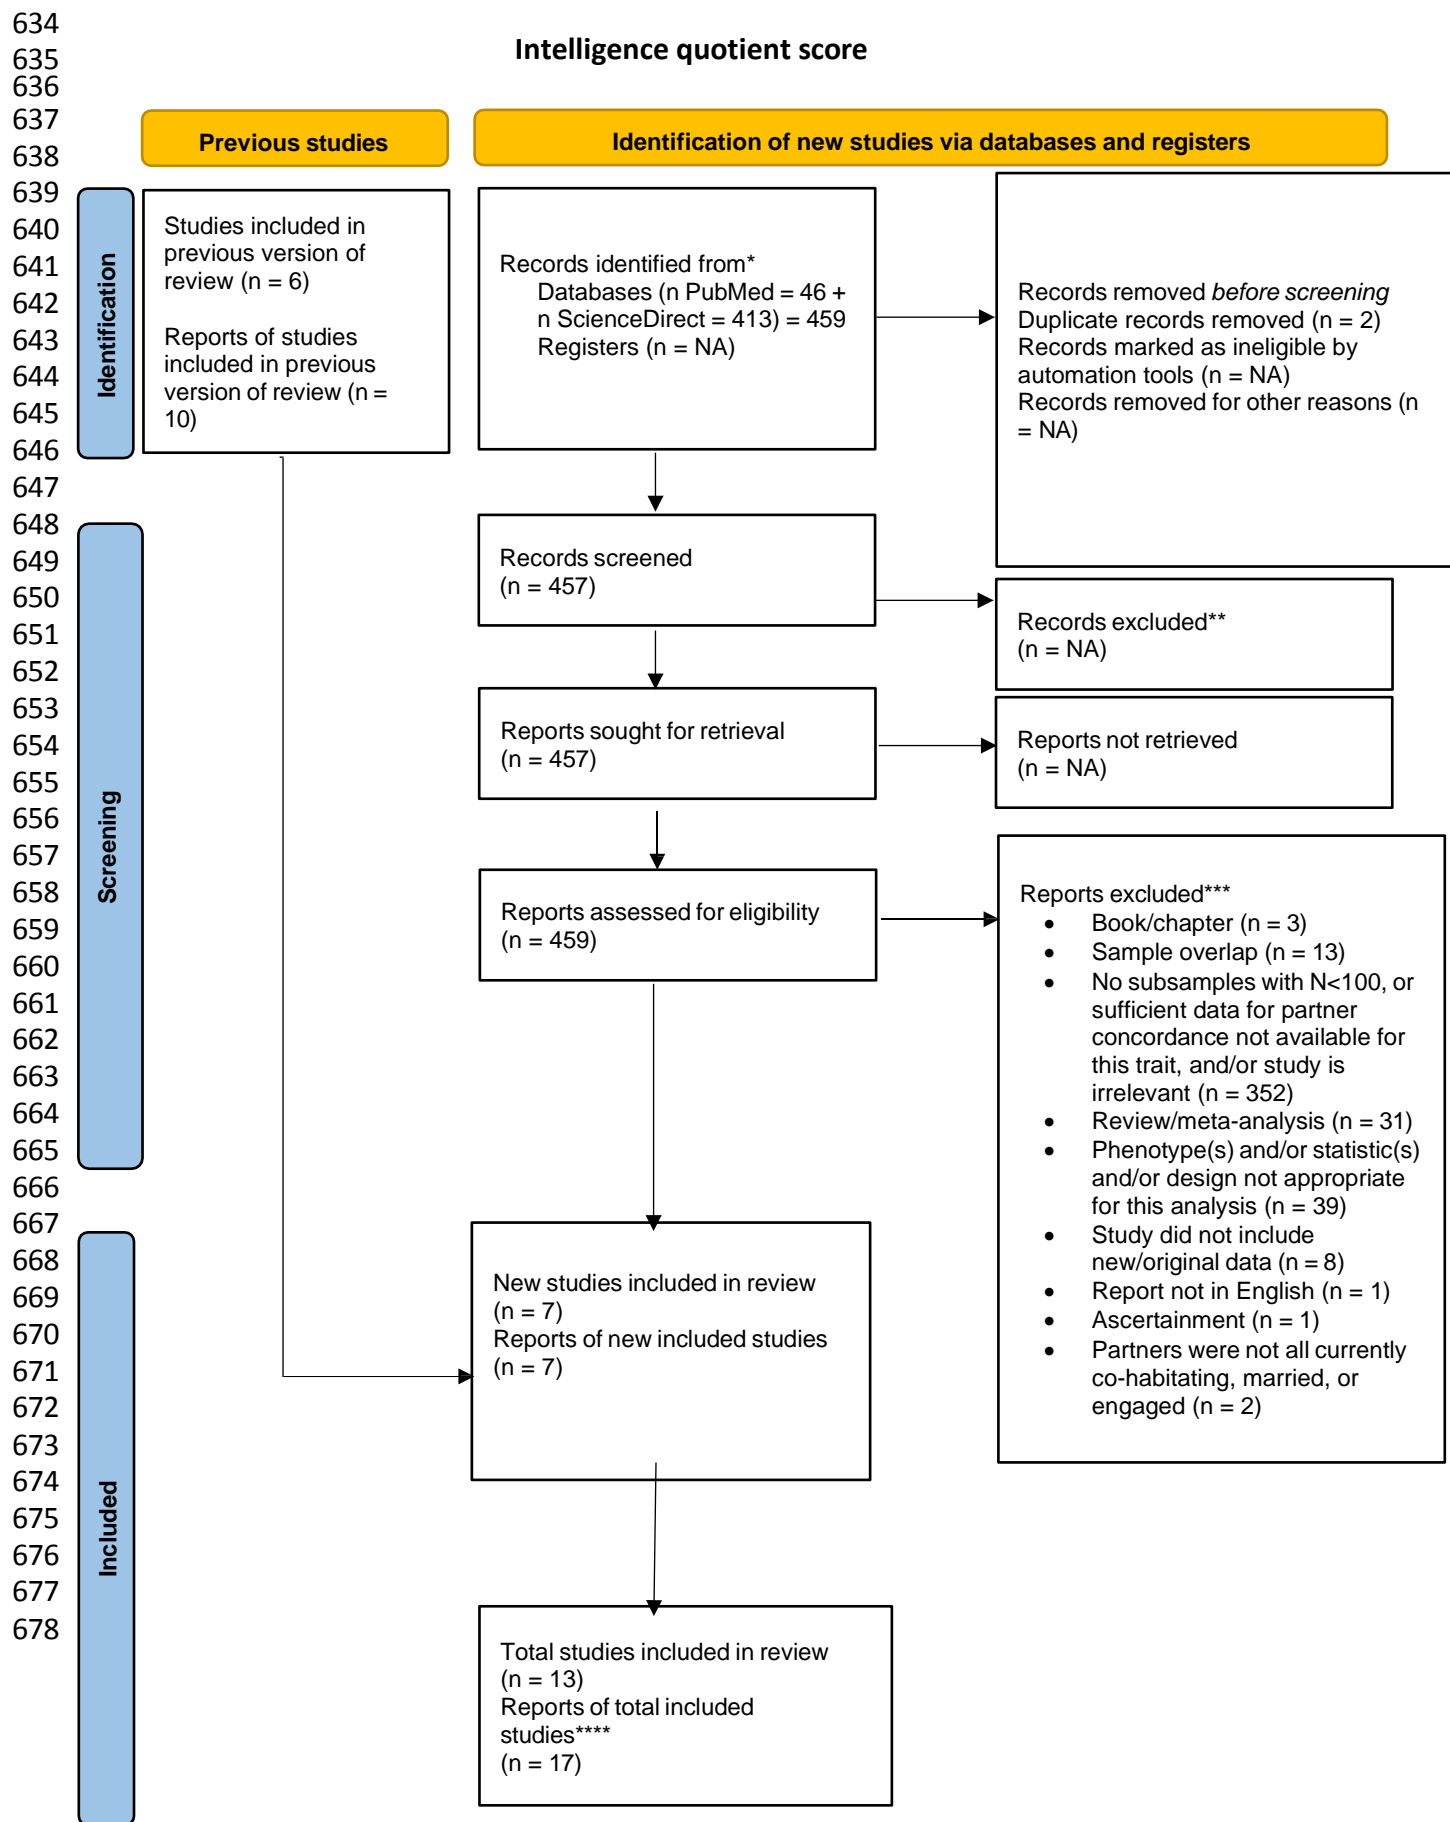 634
635
636
637
638
639
640
641
642
643
644
645
646
647
648
649
650
651
652
653
654
655
656
657
658
659
660
661
662
663
664
665
666
667
668
669
670
671
672
673
674
675
676
677
678
Intelligence quotient score
Previous studies
Identification of new studies via databases and registers
Identification
Studies included in
previous version of
review (n = 6)
Reports of studies
included in previous
version of review (n =
10)
Records identified from*
Databases (n PubMed = 46 +
n ScienceDirect = 413) = 459
Registers (n = NA)
Records removed before screening
Duplicate records removed (n = 2)
Records marked as ineligible by
automation tools (n = NA)
Records removed for other reasons (n
= NA)
Screening
Records screened
(n = 457)
Records excluded**
(n = NA)
Reports sought for retrieval
(n = 457)
Reports not retrieved
(n = NA)
Reports assessed for eligibility
(n = 459)
Reports excluded***
• Book/chapter (n = 3)
• Sample overlap (n = 13)
• No subsamples with N<100, or
sufficient data for partner
concordance not available for
this trait, and/or study is
irrelevant (n = 352)
• Review/meta-analysis (n = 31)
• Phenotype(s) and/or statistic(s)
and/or design not appropriate
for this analysis (n = 39)
• Study did not include
new/original data (n = 8)
• Report not in English (n = 1)
• Ascertainment (n = 1)
• Partners were not all currently
co-habitating, married, or
engaged (n = 2)
Included
New studies included in review
(n = 7)
Reports of new included studies
(n = 7)
Total studies included in review
(n = 13)
Reports of total included
studies****
(n = 17)